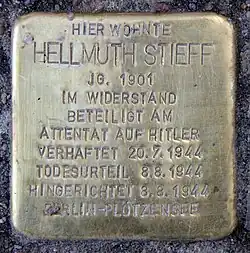 HIER WOHNTE
HELLMUTH STIEFF
JG. 1901
IM WIDERSTAND
BETEILIGT AM
ATTENTAT AUF HITLER
VERHAFTET 20.7.1944
TODESURTEIL 8.8.1944
HINGERICHTET 8.8.1944
BERLIN-PLÖTZENSEE